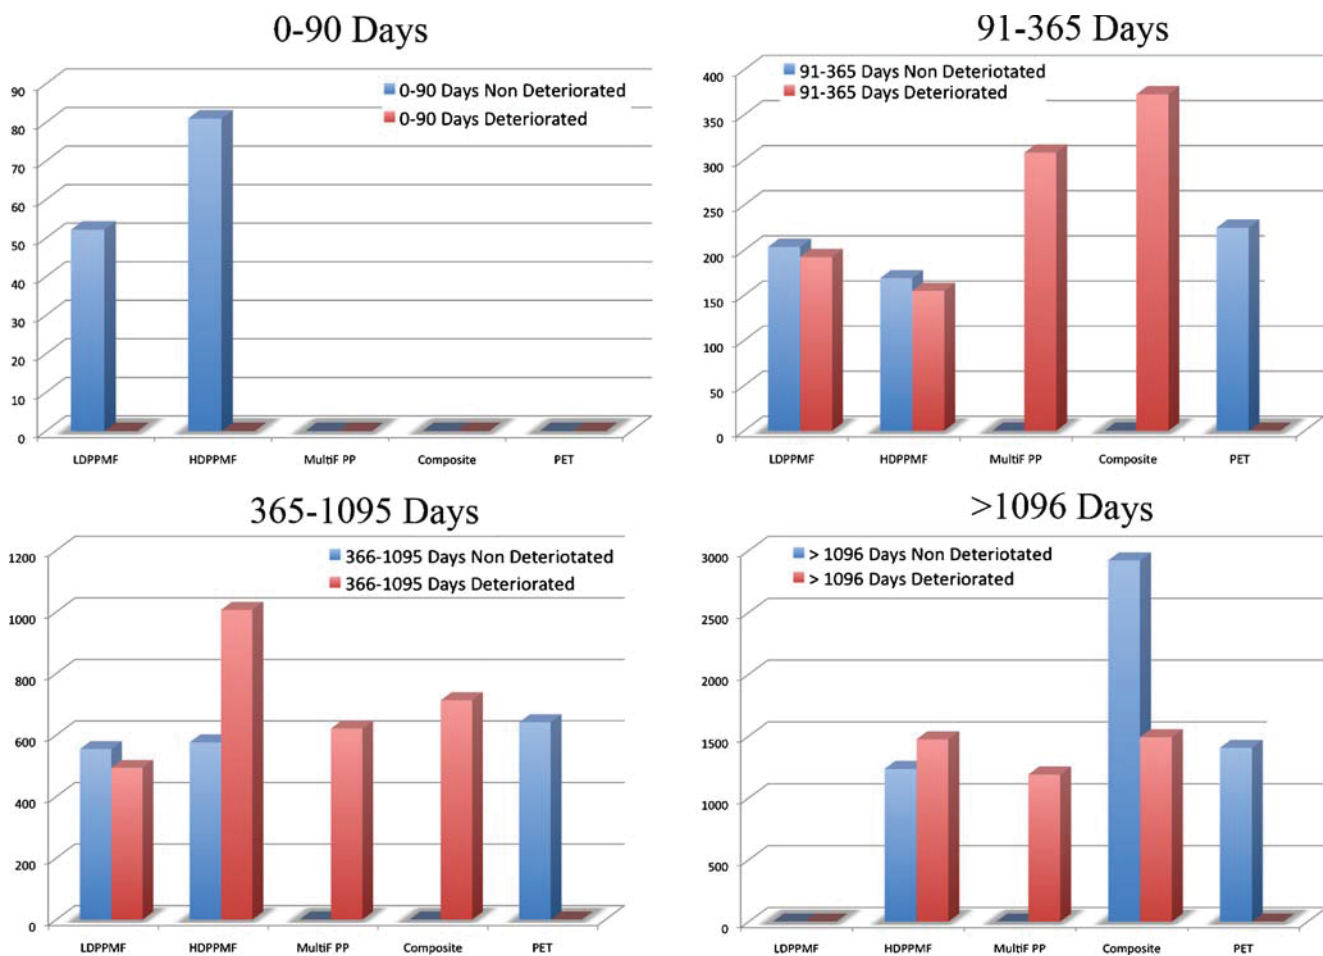 0-90 Days
90
80
70
60
50
40
30
20
10
0
0-90 Days Non Deteriorated
0-90 Days Deteriorated
LDPPMF HDPPMF MultiF PP Composite PET
91-365 Days
400
350
300
250
200
150
100
50
0
91-365 Days Non Deteriotated
91-365 Days Deteriorated
LDPPMF HDPPMF MultiF PP Composite PET
365-1095 Days
1200
1000
800
600
400
200
0
366-1095 Days Non Deteriotated
366-1095 Days Deteriorated
LDPPMF HDPPMF MultiF PP Composite PET
>1096 Days
3000
2500
2000
1500
1000
500
0
> 1096 Days Non Deteriotated
> 1096 Days Deteriorated
LDPPMF HDPPMF MultiF PP Composite PET